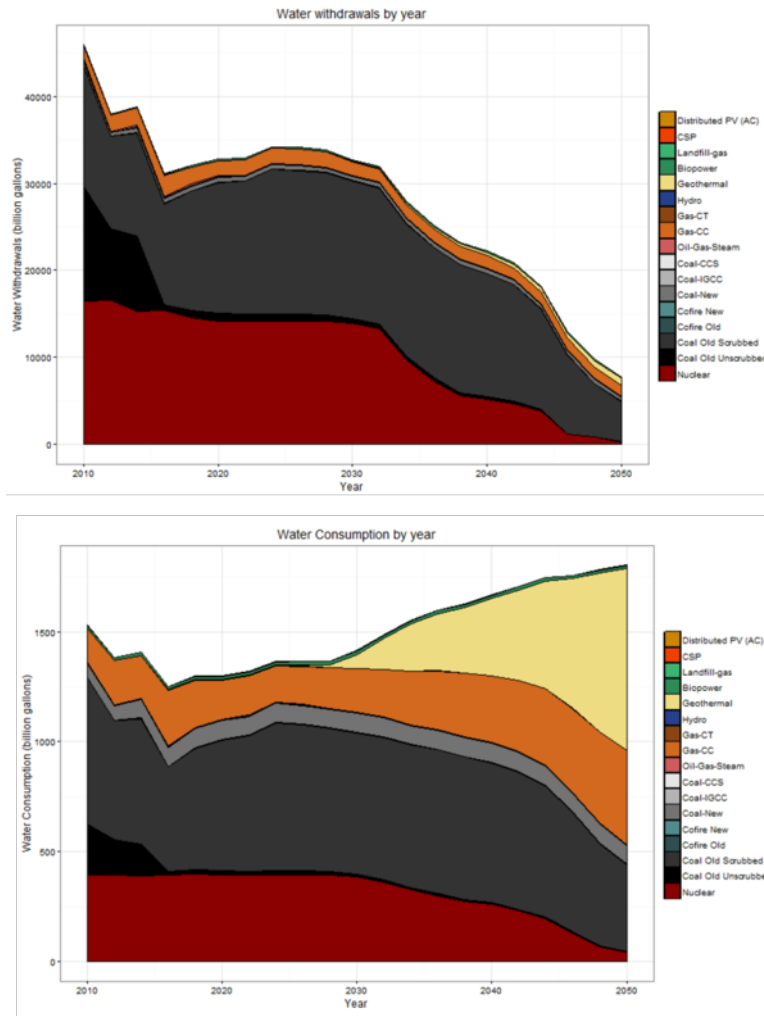 Water withdrawals by year
Water Withdrawals (billion gallons)
40000
30000
20000
10000
0
2010
2020
2030
2040
2050
Year
Distributed PV (AC)
CSP
Landfill-gas
Biopower
Geothermal
Hydro
Gas-CT
Gas-CC
Oil-Gas-Steam
Coal-CCS
Coal-IGCC
Coal-New
Cofire New
Cofire Old
Coal Old Scrubbed
Coal Old Unscrubbed
Nuclear
Water Consumption by year
Water Consumption (billion gallons)
1500
1000
500
0
2010
2020
2030
2040
2050
Year
Distributed PV (AC)
CSP
Landfill-gas
Biopower
Geothermal
Hydro
Gas-CT
Gas-CC
Oil-Gas-Steam
Coal-CCS
Coal-IGCC
Coal-New
Cofire New
Cofire Old
Coal Old Scrubbed
Coal Old Unscrubbed
Nuclear